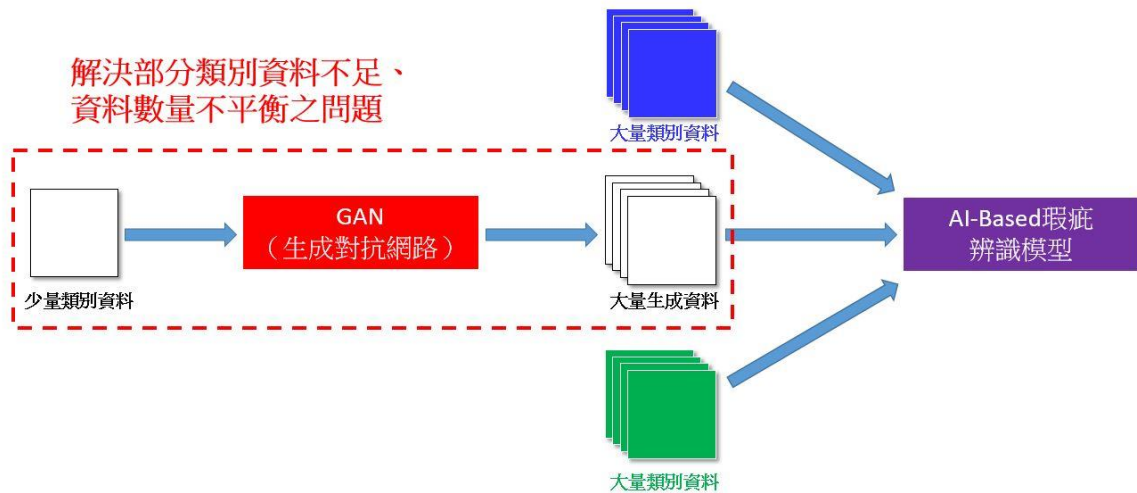 解決部分類別資料不足、
資料數量不平衡之問題
大量類別資料
少量類別資料
GAN
（生成對抗網路）
大量生成資料
AI-Based瑕疵
辨識模型
大量類別資料